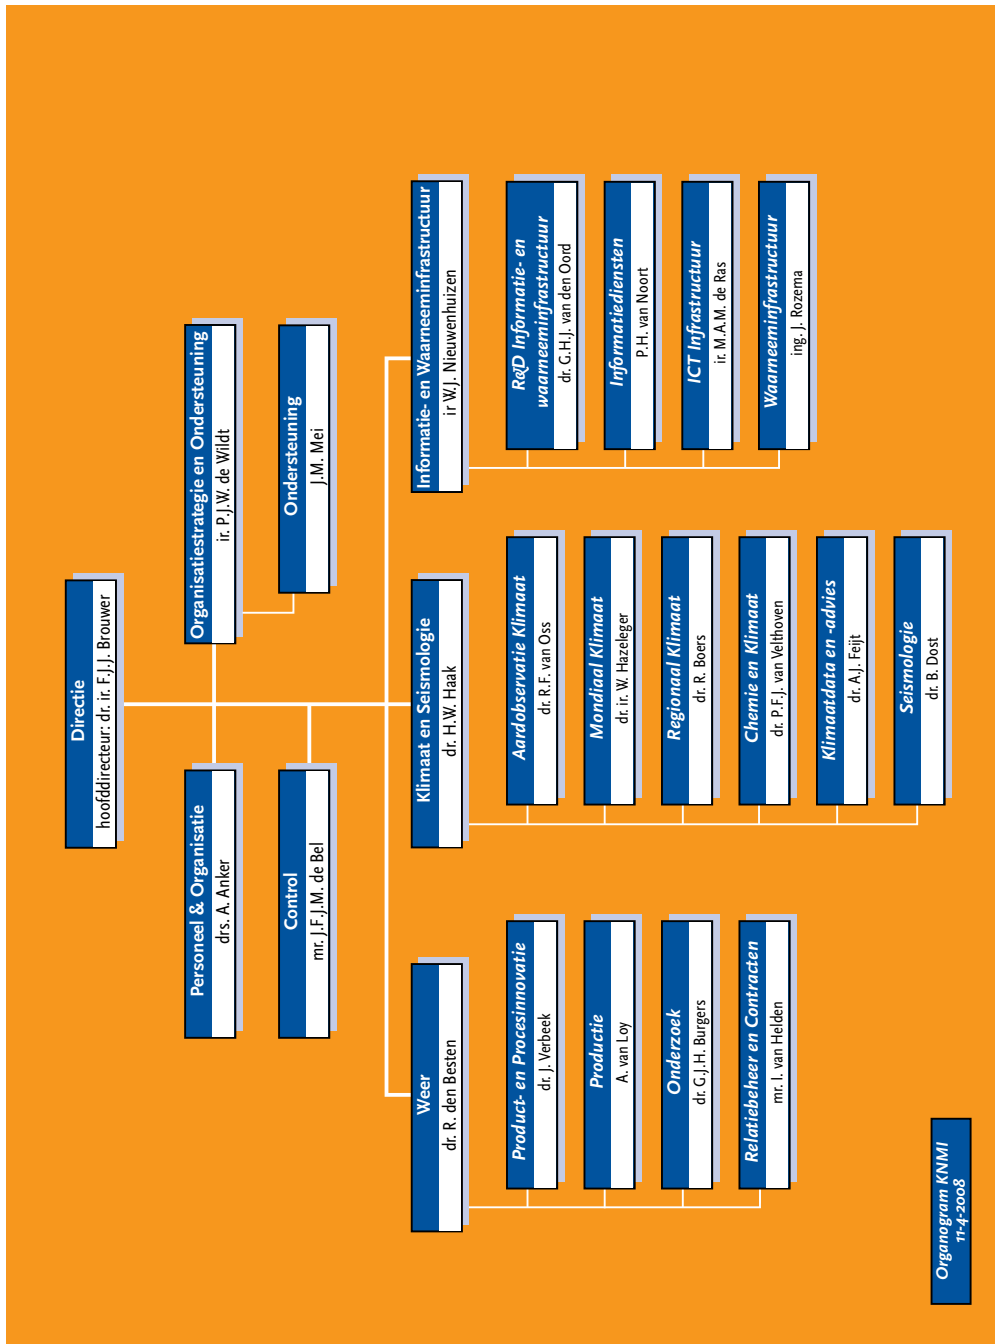 Directie
hoofddirecteur: dr. ir. F.J.J. Brouwer
Personeel & Organisatie
drs. A. Anker
Organisatiestrategie en Ondersteuning
ir. P.J.W. de Wildt
Control
mr. J.F.J.M. de Bel
Ondersteuning
J.M. Mei
Weer
dr. R. den Besten
Product- en Procesinnovatie
dr. J. Verbeek
Productie
A. van Loy
Onderzoek
dr. G.J.H. Burgers
Relatiebeheer en Contracten
mr. I. van Helden
Klimaat en Seismologie
dr. H.W. Haak
Aardobservatie Klimaat
dr. R.F. van Oss
Mondiaal Klimaat
dr. ir. W. Hazeleger
Regionaal Klimaat
dr. R. Boers
Chemie en Klimaat
dr. P.F.J. van Velthoven
Klimaatdata en -advies
dr. A.J. Feijt
Seismologie
dr. B. Dost
Informatie- en Waarneeminfrastructuur
ir W.J. Nieuwenhuizen
R&D Informatie- en
waarneeminfrastructuur
dr. G.H.J. van den Oord
Informatiediensten
P.H. van Noort
ICT Infrastructuur
ir. M.A.M. de Ras
Waarneeminfrastructuur
ing. J. Rozema
Organogram KNMI
11-4-2008